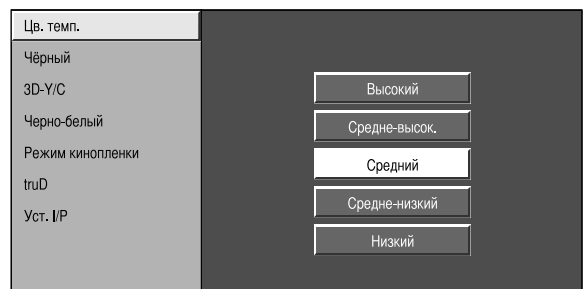 Цв. темп.
Чёрный
3D-Y/C
Черно-белый
Режим кинопленки
truD
Уст. I/P
Высокий
Средне-высок.
Средний
Средне-низкий
Низкий